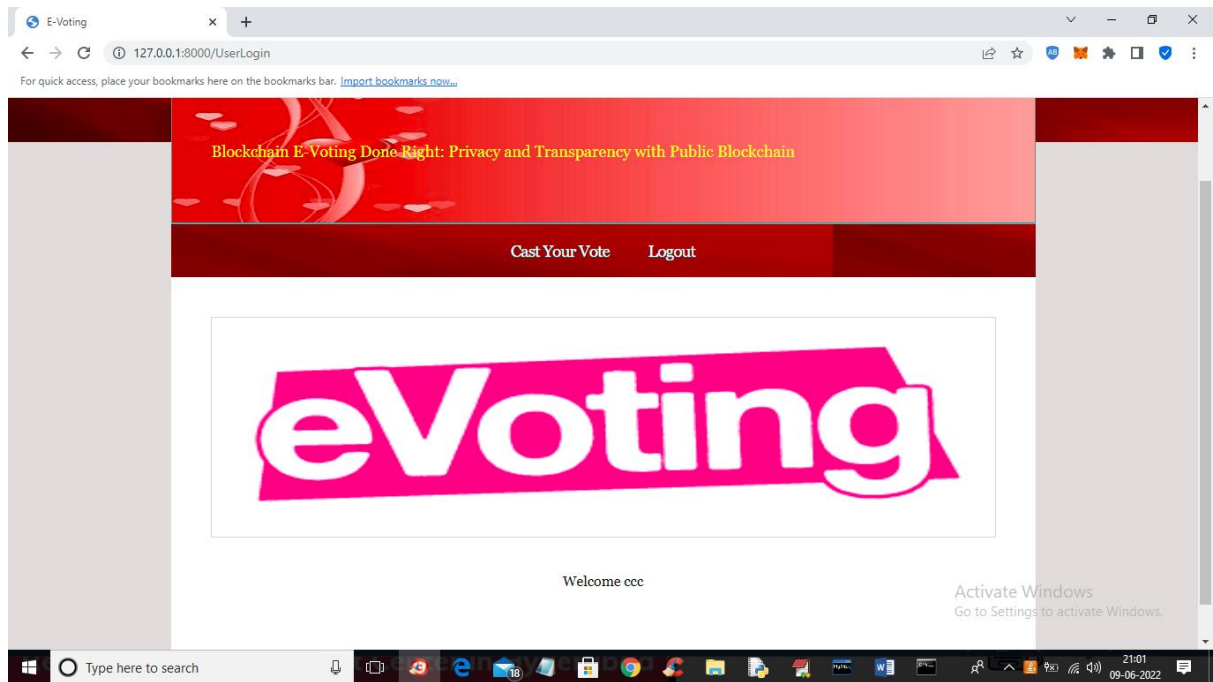 E-Voting
127.0.0.1:8000/UserLogin
For quick access, place your bookmarks here on the bookmarks bar. Import bookmarks now...
Blockchain E-Voting Done Right: Privacy and Transparency with Public Blockchain
Cast Your Vote Logout
eVoting
Welcome ccc
Activate Windows
Go to Settings to activate Windows.
Type here to search
18
21:01
09-06-2022